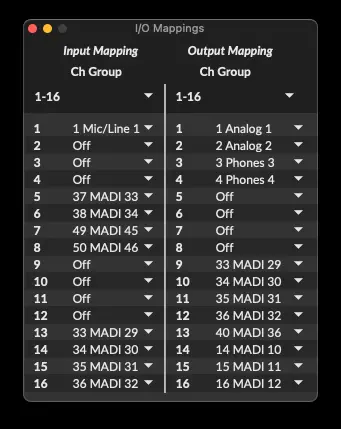 I/O Mappings
Input Mapping Output Mapping
Ch Group Ch Group
1-16 1-16
1 1 Mic/Line 1 1 1 Analog 1
2 Off 2 2 Analog 2
3 Off 3 3 Phones 3
4 Off 4 4 Phones 4
5 37 MADI 33 5 Off
6 38 MADI 34 6 Off
7 49 MADI 45 7 Off
8 50 MADI 46 8 Off
9 Off 9 33 MADI 29
10 Off 10 34 MADI 30
11 Off 11 35 MADI 31
12 Off 12 36 MADI 32
13 33 MADI 29 13 40 MADI 36
14 34 MADI 30 14 14 MADI 10
15 35 MADI 31 15 15 MADI 11
16 36 MADI 32 16 16 MADI 12